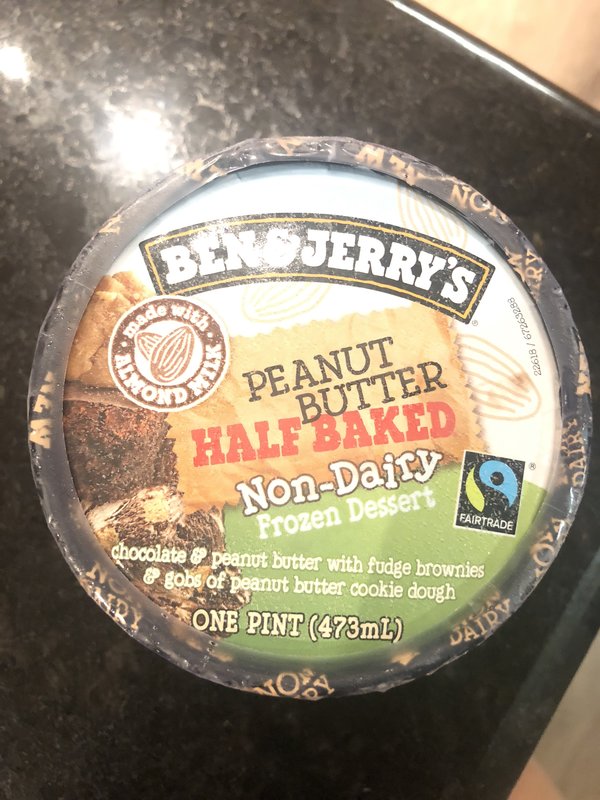 BEN & JERRY'S
®
made with
ALMOND MILK
PEANUT
BUTTER
HALF BAKED
Non-Dairy
Frozen Dessert
FAIRTRADE
®
chocolate & peanut butter with fudge brownies
& gobs of peanut butter cookie dough
ONE PINT (473mL)
NON
DAIRY